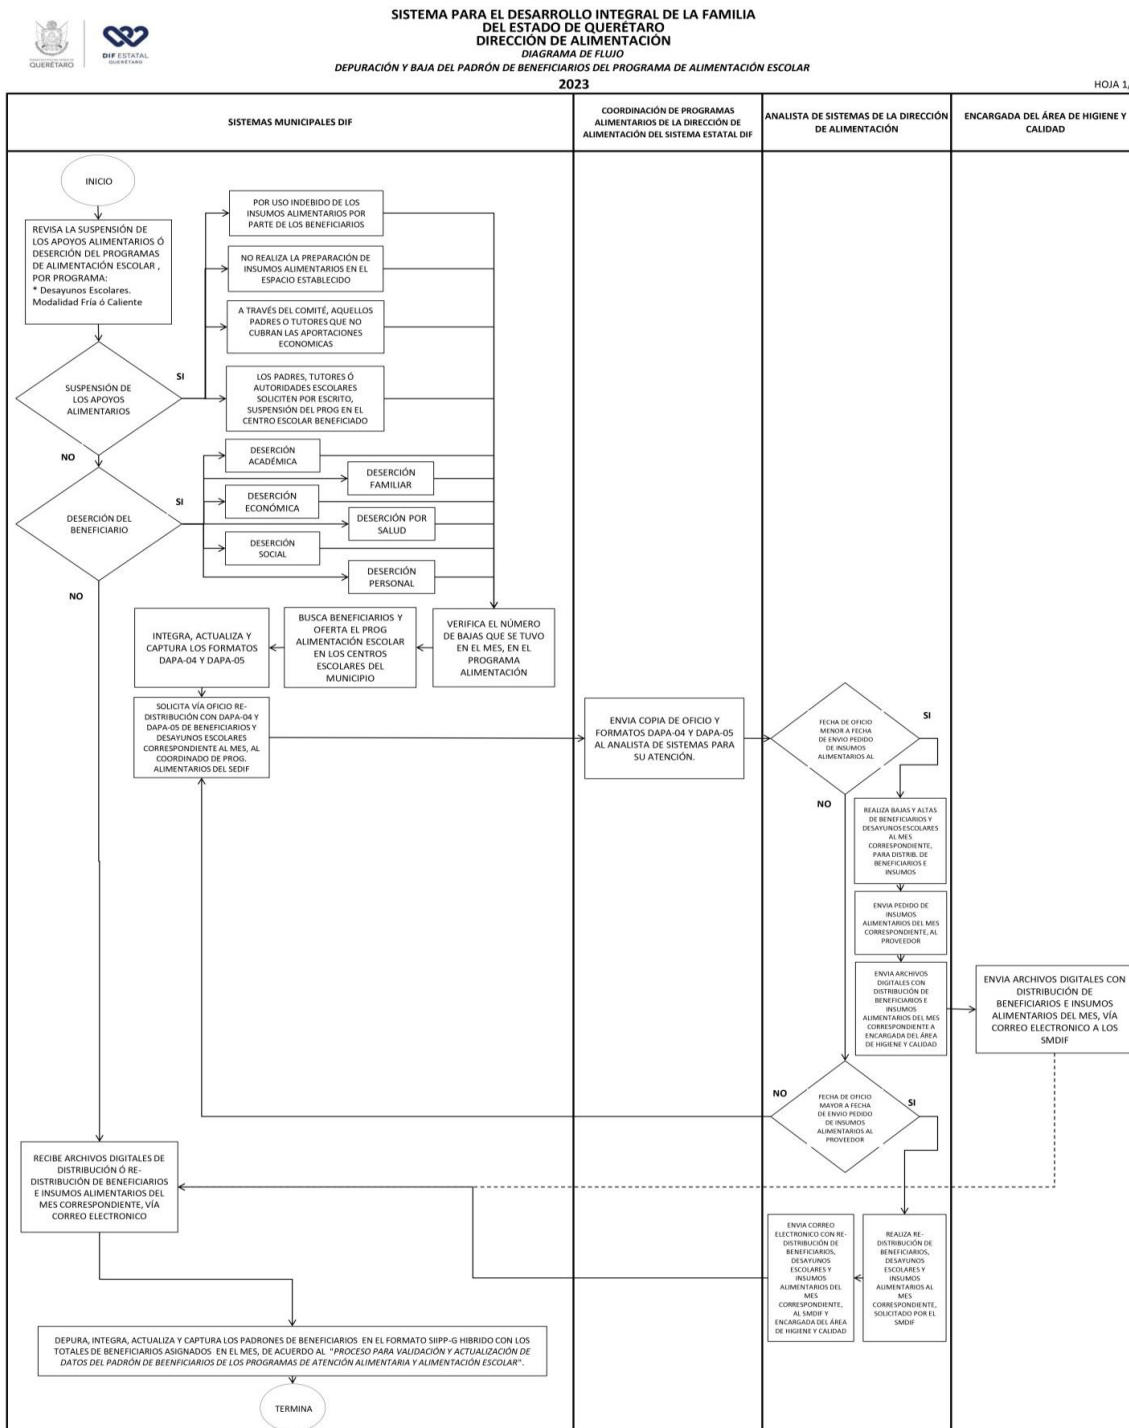 SISTEMA PARA EL DESARROLLO INTEGRAL DE LA FAMILIA
DEL ESTADO DE QUERÉTARO
DIRECCIÓN DE ALIMENTACIÓN
DIAGRAMA DE FLUJO
DEPURACIÓN Y BAJA DEL PADRÓN DE BENEFICIARIOS DEL PROGRAMA DE ALIMENTACIÓN ESCOLAR
2023
QUERÉTARO
DIF ESTATAL
QUERÉTARO
HOJA 1/
SISTEMAS MUNICIPALES DIF
COORDINACIÓN DE PROGRAMAS
ALIMENTARIOS DE LA DIRECCIÓN DE
ALIMENTACIÓN DEL SISTEMA ESTATAL DIF
ANALISTA DE SISTEMAS DE LA DIRECCIÓN
DE ALIMENTACIÓN
ENCARGADA DEL ÁREA DE HIGIENE Y
CALIDAD
INICIO
REVISA LA SUSPENSIÓN DE
LOS APOYOS ALIMENTARIOS Ó
DESERCIÓN DEL PROGRAMAS
DE ALIMENTACIÓN ESCOLAR ,
POR PROGRAMA:
* Desayunos Escolares.
Modalidad Fría ó Caliente
POR USO INDEBIDO DE LOS
INSUMOS ALIMENTARIOS POR
PARTE DE LOS BENEFICIARIOS
NO REALIZA LA PREPARACIÓN DE
INSUMOS ALIMENTARIOS EN EL
ESPACIO ESTABLECIDO
A TRAVÉS DEL COMITÉ, AQUELLOS
PADRES O TUTORES QUE NO
CUBRAN LAS APORTACIONES
ECONOMICAS
SUSPENSIÓN DE
LOS APOYOS
ALIMENTARIOS
SI
LOS PADRES, TUTORES Ó
AUTORIDADES ESCOLARES
SOLICITEN POR ESCRITO,
SUSPENSIÓN DEL PROG EN EL
CENTRO ESCOLAR BENEFICIADO
NO
DESERCIÓN DEL
BENEFICIARIO
SI
DESERCIÓN
ACADÉMICA
DESERCIÓN
FAMILIAR
DESERCIÓN
ECONÓMICA
DESERCIÓN POR
SALUD
DESERCIÓN
SOCIAL
DESERCIÓN
PERSONAL
NO
VERIFICA EL NÚMERO
DE BAJAS QUE SE TUVO
EN EL MES, EN EL
PROGRAMA
ALIMENTACIÓN
BUSCA BENEFICIARIOS Y
OFERTA EL PROG
ALIMENTACIÓN ESCOLAR
EN LOS CENTROS
ESCOLARES DEL
MUNICIPIO
INTEGRA, ACTUALIZA Y
CAPTURA LOS FORMATOS
DAPA-04 Y DAPA-05
SOLICITA VÍA OFICIO RE-
DISTRIBUCIÓN CON DAPA-04 Y
DAPA-05 DE BENEFICIARIOS Y
DESAYUNOS ESCOLARES
CORRESPONDIENTE AL MES, AL
COORDINADO DE PROG.
ALIMENTARIOS DEL SEDIF
ENVIA COPIA DE OFICIO Y
FORMATOS DAPA-04 Y DAPA-05
AL ANALISTA DE SISTEMAS PARA
SU ATENCIÓN.
FECHA DE OFICIO
MENOR A FECHA
DE ENVIO PEDIDO
DE INSUMOS
ALIMENTARIOS AL
SI
NO
REALIZA BAJAS Y ALTAS
DE BENEFICIARIOS Y
DESAYUNOS ESCOLARES
AL MES
CORRESPONDIENTE,
PARA DISTRIB. DE
BENEFICIARIOS E
INSUMOS
ENVIA PEDIDO DE
INSUMOS
ALIMENTARIOS DEL MES
CORRESPONDIENTE, AL
PROVEEDOR
ENVIA ARCHIVOS
DIGITALES CON
DISTRIBUCIÓN DE
BENEFICIARIOS E
INSUMOS
ALIMENTARIOS DEL MES
CORRESPONDIENTE A
ENCARGADA DEL ÁREA
DE HIGIENE Y CALIDAD
ENVIA ARCHIVOS DIGITALES CON
DISTRIBUCIÓN DE
BENEFICIARIOS E INSUMOS
ALIMENTARIOS DEL MES, VÍA
CORREO ELECTRONICO A LOS
SMDIF
NO
FECHA DE OFICIO
MAYOR A FECHA
DE ENVIO PEDIDO
DE INSUMOS
ALIMENTARIOS AL
PROVEEDOR
SI
RECIBE ARCHIVOS DIGITALES DE
DISTRIBUCIÓN Ó RE-
DISTRIBUCIÓN DE BENEFICIARIOS
E INSUMOS ALIMENTARIOS DEL
MES CORRESPONDIENTE, VÍA
CORREO ELECTRONICO
REALIZA RE-
DISTRIBUCIÓN DE
BENEFICIARIOS,
DESAYUNOS
ESCOLARES Y
INSUMOS
ALIMENTARIOS AL
MES
CORRESPONDIENTE,
SOLICITADO POR EL
SMDIF
ENVIA CORREO
ELECTRONICO CON RE-
DISTRIBUCIÓN DE
BENEFICIARIOS,
DESAYUNOS
ESCOLARES Y
INSUMOS
ALIMENTARIOS DEL
MES
CORRESPONDIENTE,
AL SMDIF Y
ENCARGADA DEL ÁREA
DE HIGIENE Y CALIDAD
DEPURA, INTEGRA, ACTUALIZA Y CAPTURA LOS PADRONES DE BENEFICIARIOS EN EL FORMATO SIIPP-G HIBRIDO CON LOS
TOTALES DE BENEFICIARIOS ASIGNADOS EN EL MES, DE ACUERDO AL "PROCESO PARA VALIDACIÓN Y ACTUALIZACIÓN DE
DATOS DEL PADRÓN DE BEENFICIARIOS DE LOS PROGRAMAS DE ATENCIÓN ALIMENTARIA Y ALIMENTACIÓN ESCOLAR".
TERMINA